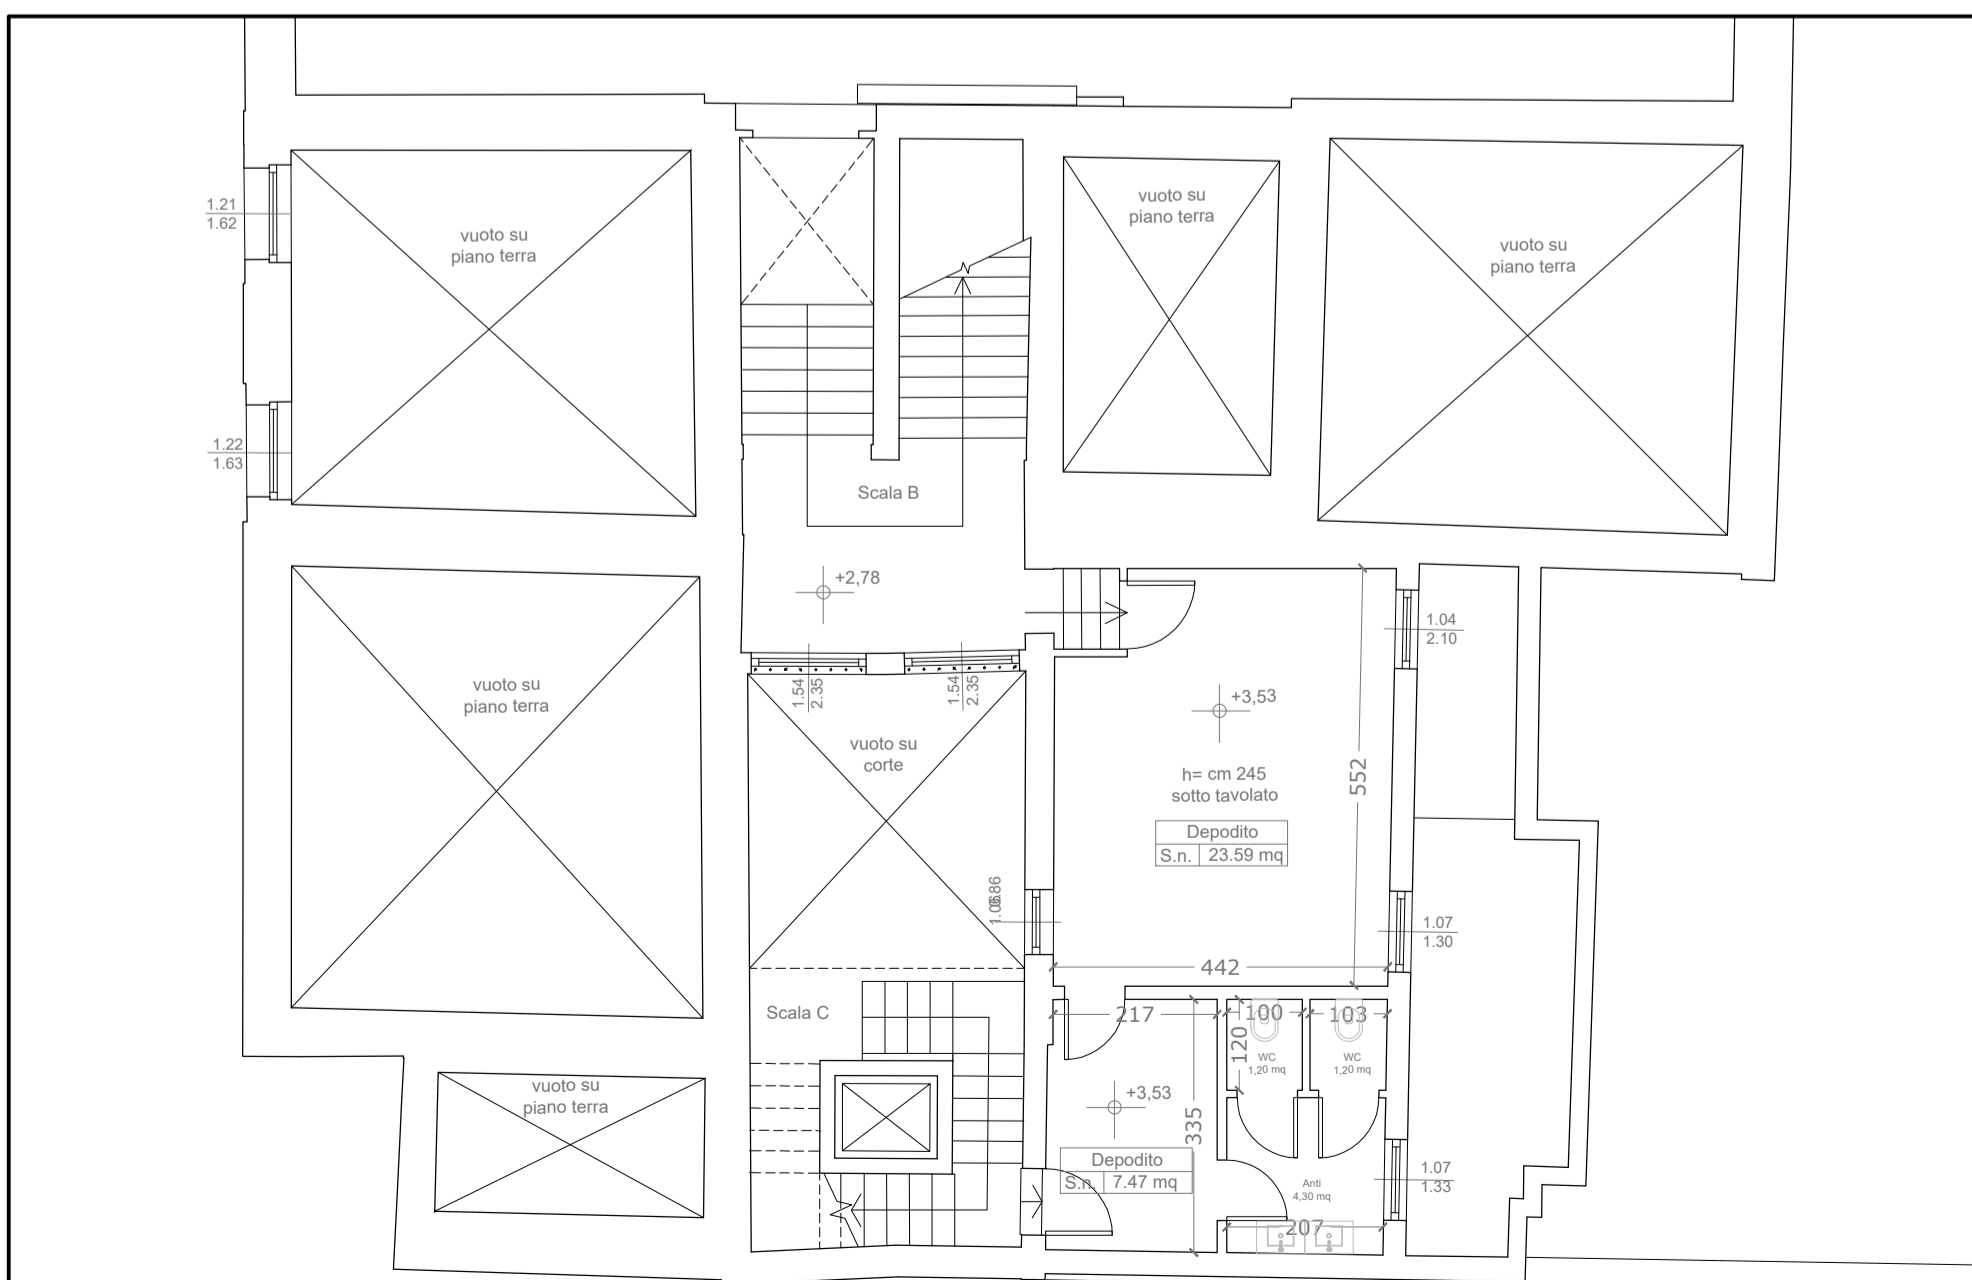 vuoto su
piano terra
1.21
1.62
vuoto su
piano terra
vuoto su
piano terra
1.22
1.63
Scala B
+2,78
1.04
2.10
vuoto su
piano terra
1.54
2.35
1.54
2.35
+3,53
vuoto su
corte
h= cm 245
sotto tavolato
552
Depodito
S.n. 23.59 mq
1.07
1.30
442
Scala C
217
100
103
120
WC
1,20 mq
WC
1,20 mq
vuoto su
piano terra
+3,53
335
Depodito
S.n. 7.47 mq
Anti
4,30 mq
1.07
1.33
207